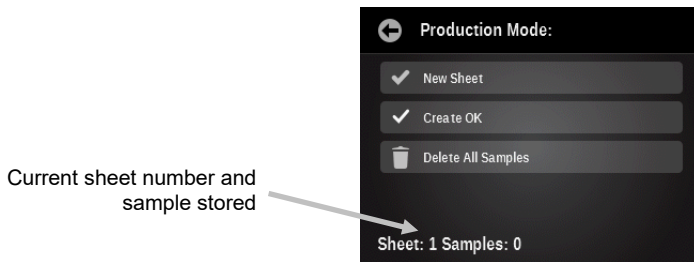 Production Mode:
New Sheet
Create OK
Delete All Samples
Current sheet number and
sample stored
Sheet: 1 Samples: 0